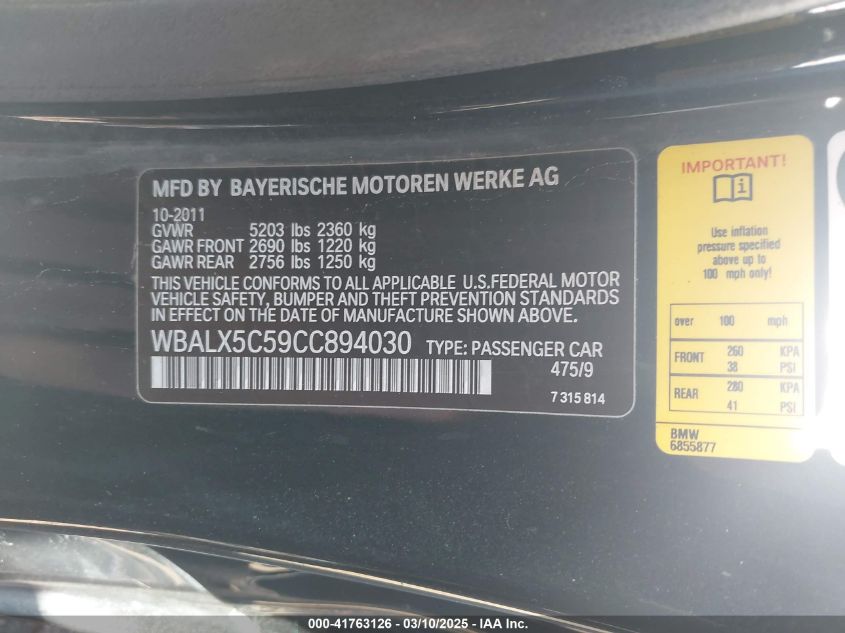 MFD BY BAYERISCHE MOTOREN WERKE AG
10-2011
GVWR 5203 lbs 2360 kg
GAWR FRONT 2690 lbs 1220 kg
GAWR REAR 2756 lbs 1250 kg
THIS VEHICLE CONFORMS TO ALL APPLICABLE U.S.FEDERAL MOTOR
VEHICLE SAFETY, BUMPER AND THEFT PREVENTION STANDARDS
IN EFFECT ON THE DATE OF MANUFACTURE SHOWN ABOVE.
WBALX5C59CC894030 TYPE: PASSENGER CAR
475/9
7 315 814
IMPORTANT!
Use inflation
pressure specified
above up to
100 mph only!
over 100 mph
FRONT 260 KPA
38 PSI
REAR 280 KPA
41 PSI
BMW
6855877
000-41763126 - 03/10/2025 - IAA Inc.